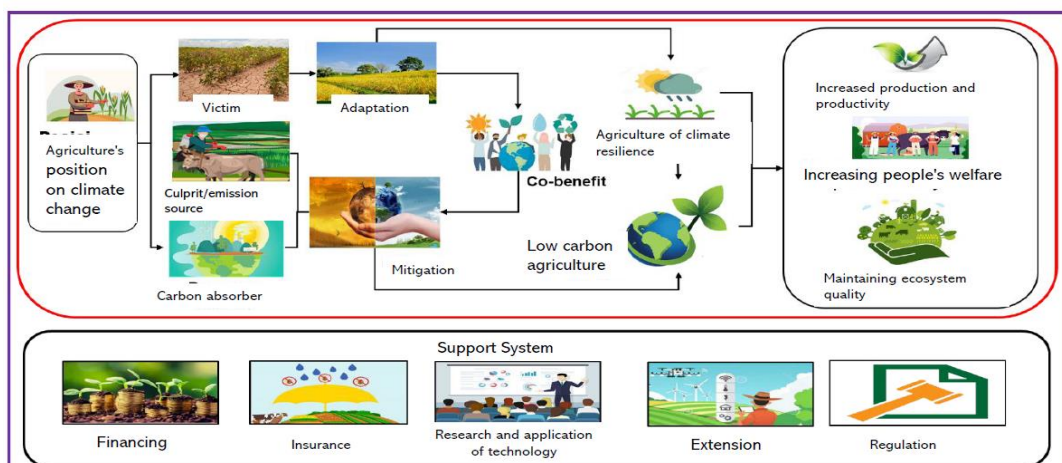 Agriculture's
position
on climate
change
Victim
Adaptation
Culprit/emission
source
Carbon absorber
Mitigation
Co-benefit
Agriculture of climate
resilience
Low carbon
agriculture
Increased production and
productivity
Increasing people's welfare
Maintaining ecosystem
quality
Support System
Financing
Insurance
Research and application
of technology
Extension
Regulation